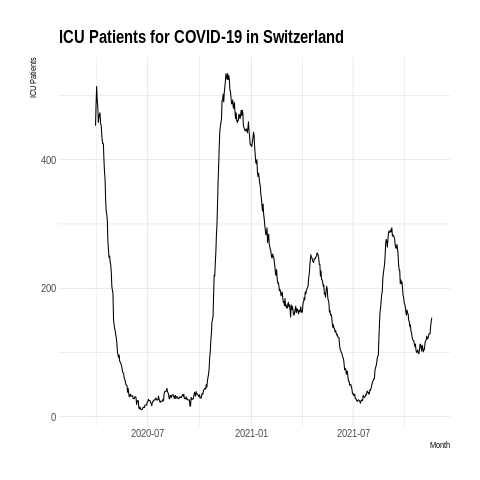 ICU Patients for COVID-19 in Switzerland
ICU Patients
400
200
0
2020-07
2021-01
2021-07
Month